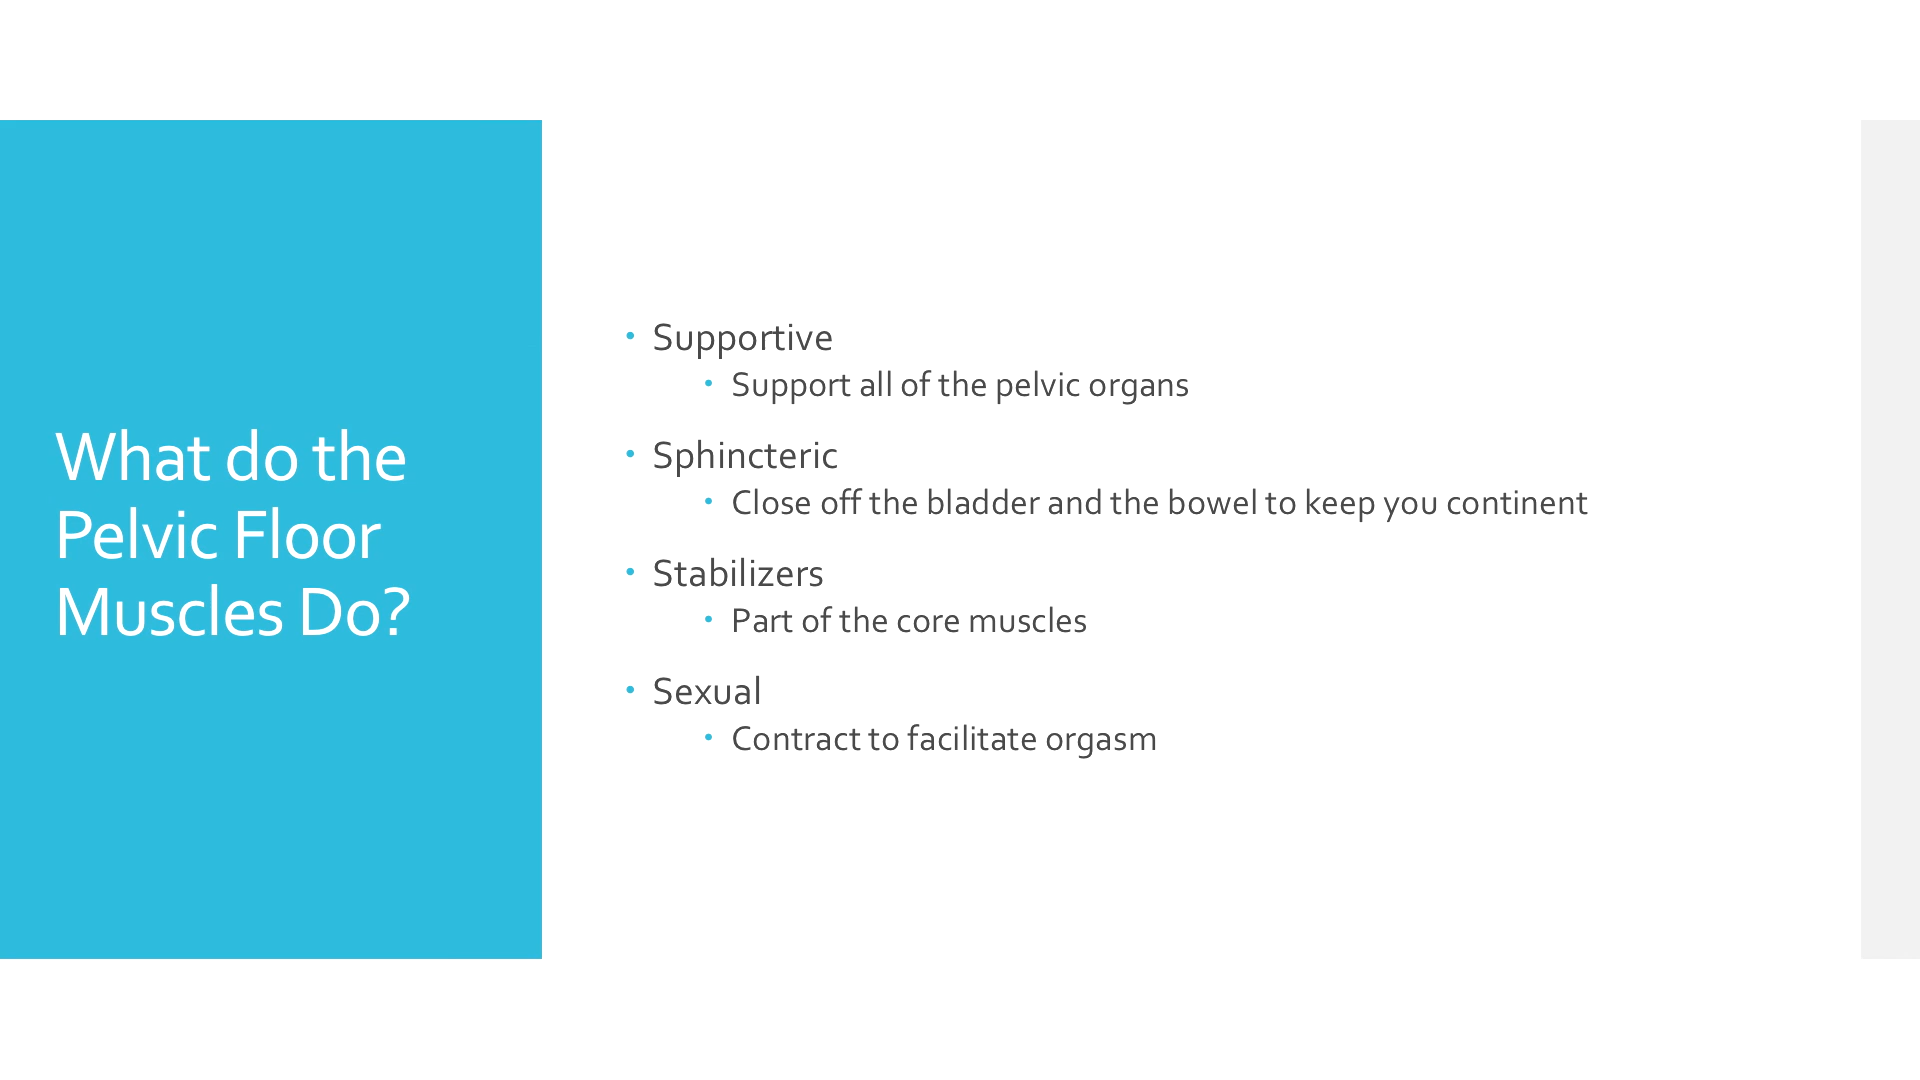 What do the
Pelvic Floor
Muscles Do?
• Supportive
• Support all of the pelvic organs
• Sphincteric
• Close off the bladder and the bowel to keep you continent
• Stabilizers
• Part of the core muscles
• Sexual
• Contract to facilitate orgasm